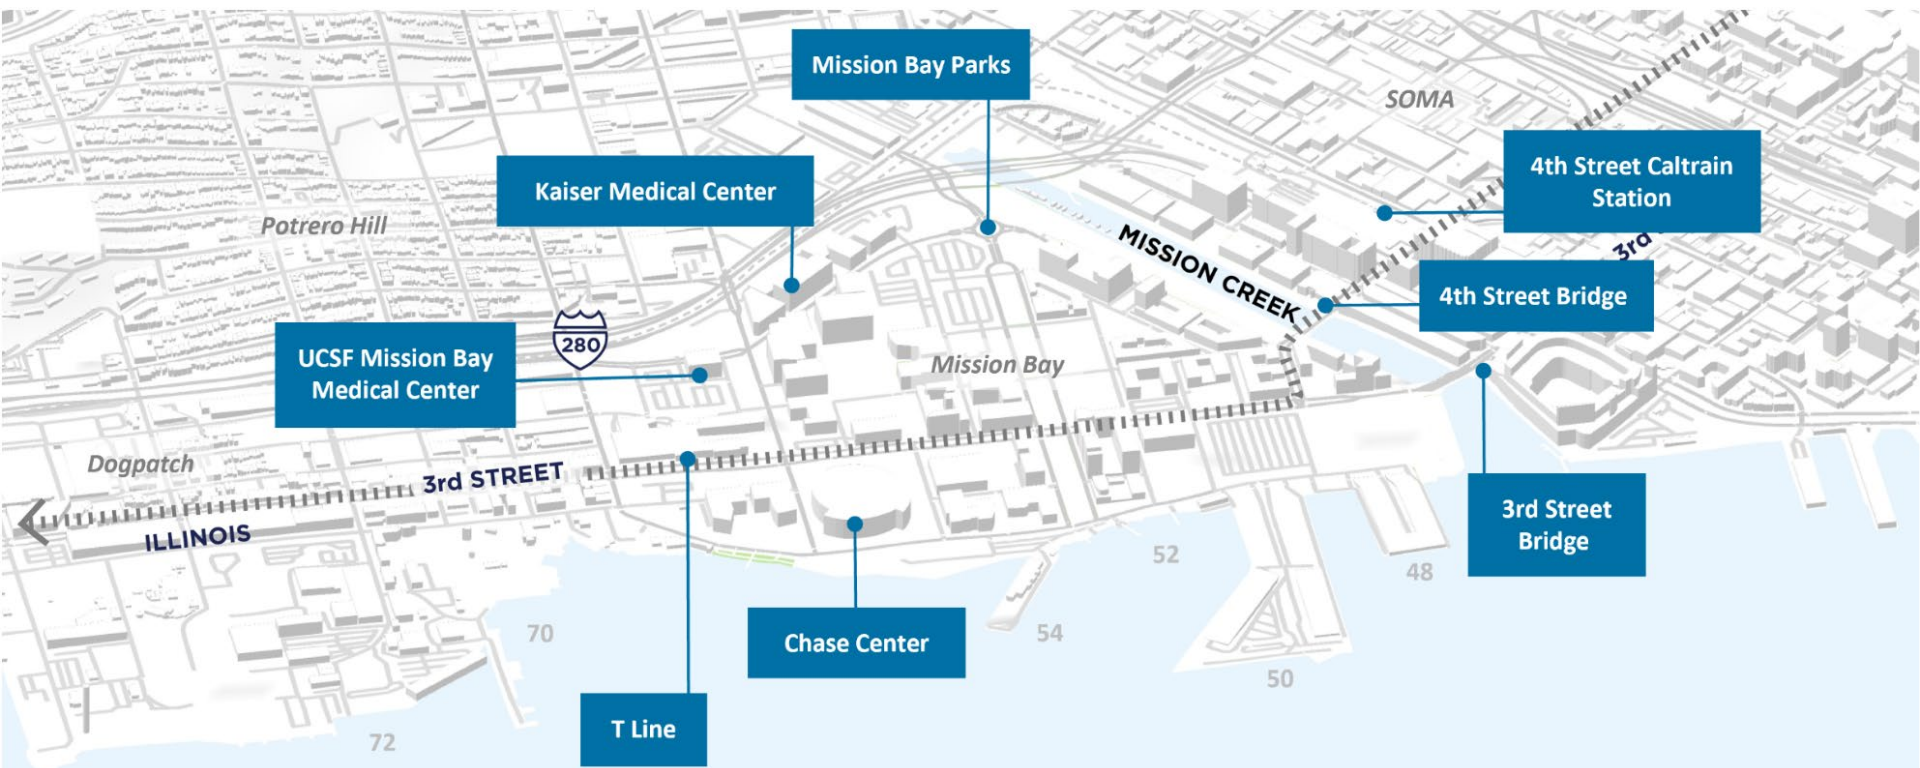 Mission Bay Parks
SOMA
4th Street Caltrain
Station
Kaiser Medical Center
Potrero Hill
MISSION CREEK
3rd
4th Street Bridge
280
UCSF Mission Bay
Medical Center
Mission Bay
Dogpatch
3rd STREET
ILLINOIS
3rd Street
Bridge
52
48
70
54
Chase Center
50
T Line
72